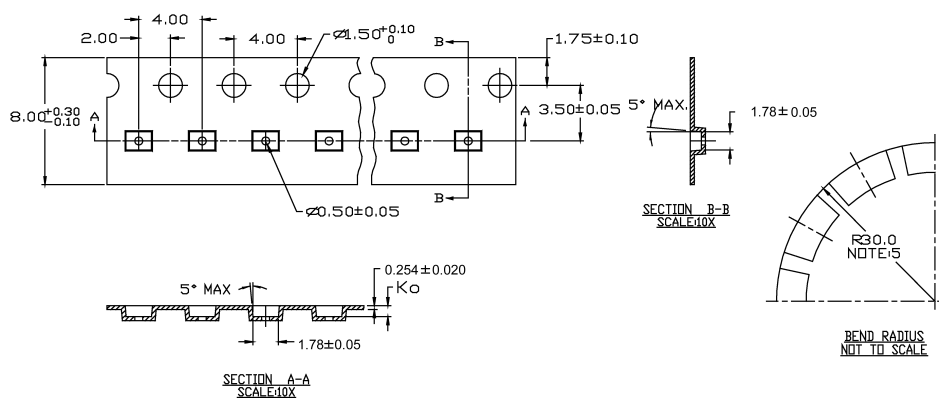 4.00
2.00
4.00
Ø1.50+0.10 0
B
1.75±0.10
8.00+0.30 -0.10
A
A
3.50±0.05
5° MAX.
1.78±0.05
Ø0.50±0.05
B
SECTION B-B
SCALE:10X
R30.0
NOTE:5
0.254±0.020
5° MAX
Ko
1.78±0.05
BEND RADIUS
NOT TO SCALE
SECTION A-A
SCALE:10X